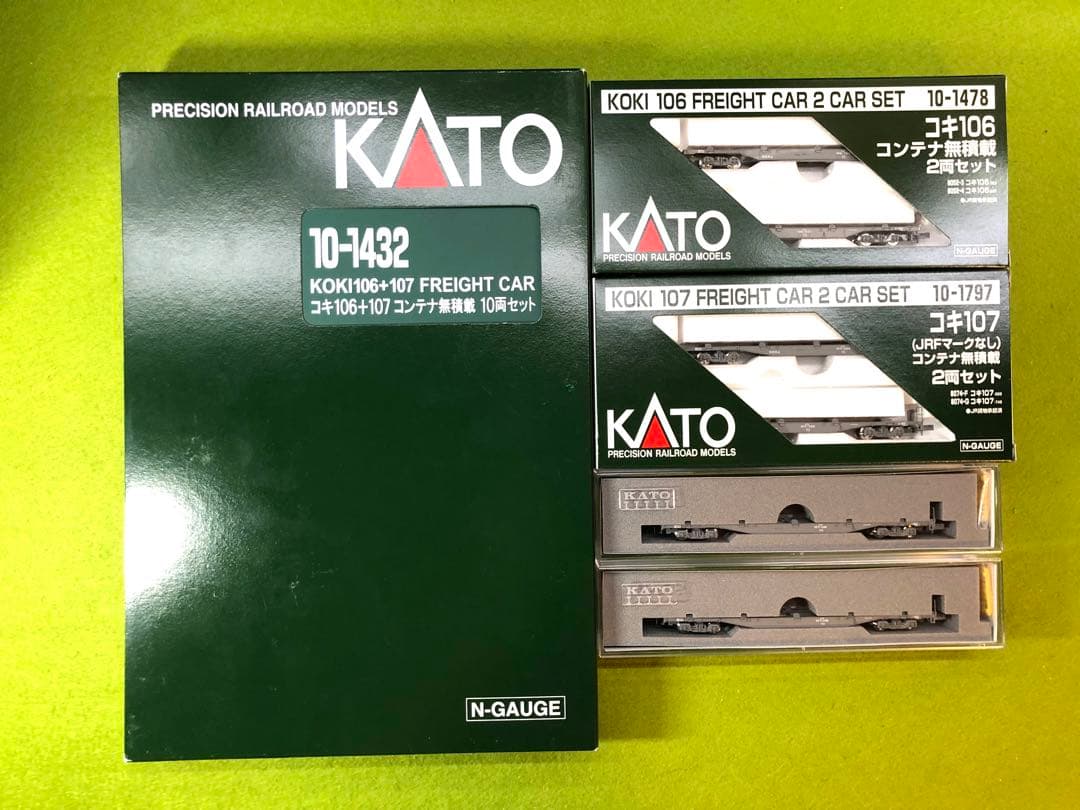 PRECISION RAILROAD MODELS
KATO
10-1432
KOKI106+107 FREIGHT CAR
コキ106+107 コンテナ無積載 10両セット
N-GAUGE
KOKI 106 FREIGHT CAR 2 CAR SET 10-1478
コキ106
コンテナ無積載
2両セット
KATO
PRECISION RAILROAD MODELS
N-GAUGE
KOKI 107 FREIGHT CAR 2 CAR SET 10-1797
コキ107
(JRFマークなし)
コンテナ無積載
2両セット
KATO
PRECISION RAILROAD MODELS
N-GAUGE
KATO
KATO